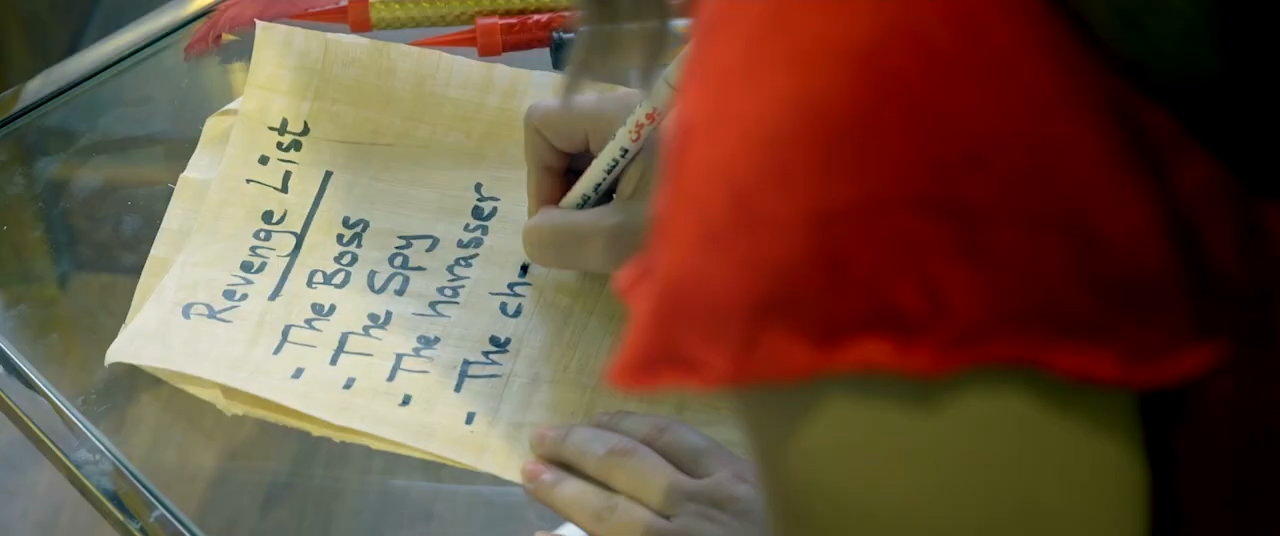 Revenge List
- The Boss
- The Spy
- The harasser
- The ch